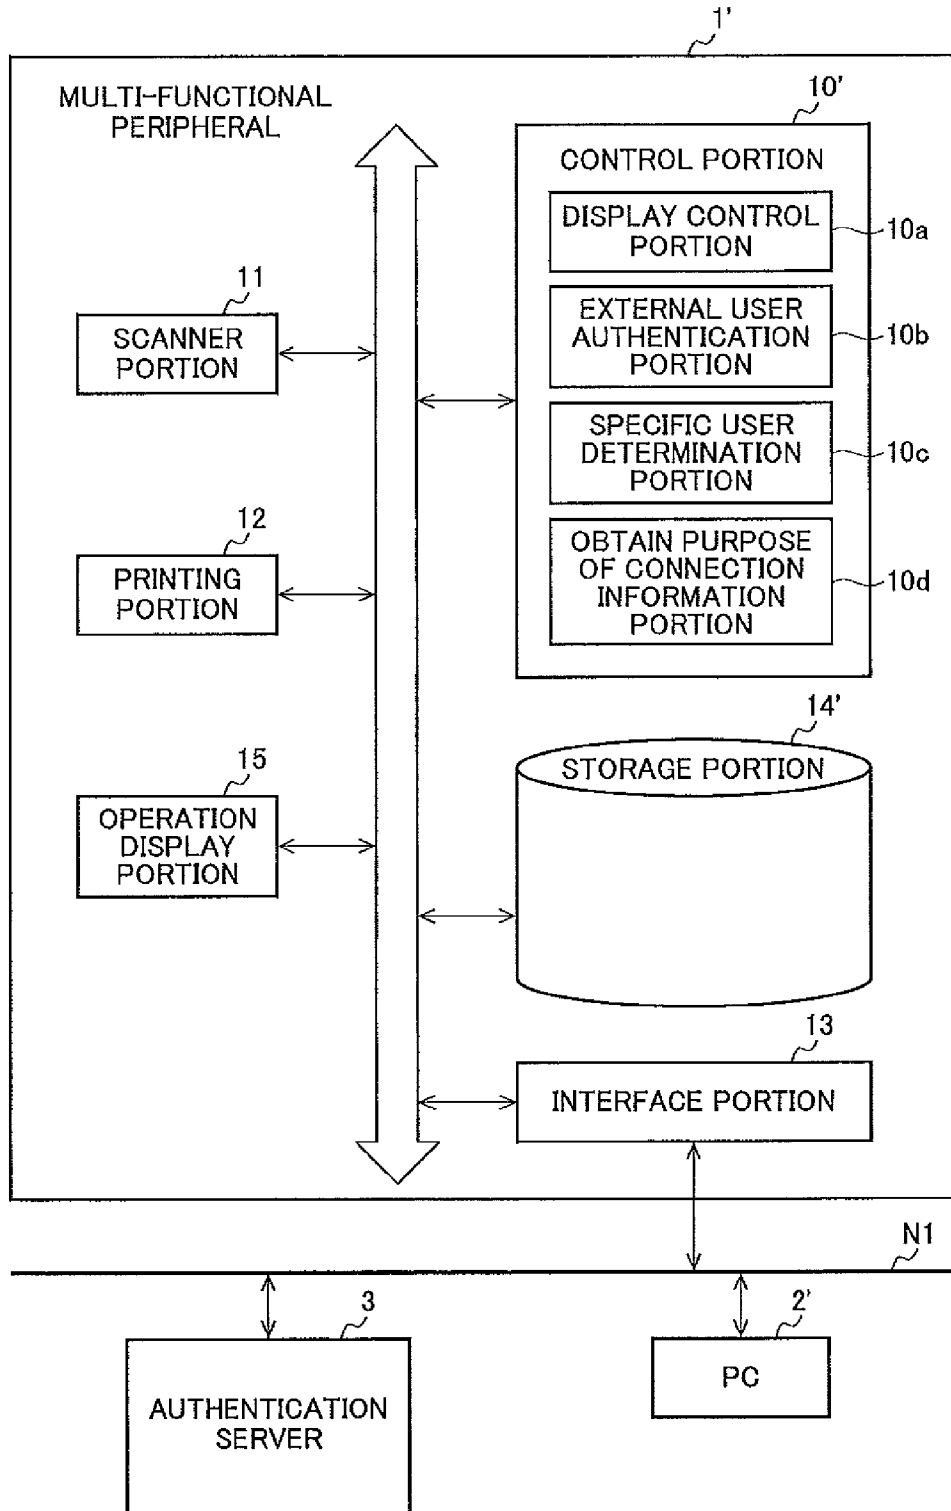 1'
MULTI-FUNCTIONAL
PERIPHERAL
10'
CONTROL PORTION
DISPLAY CONTROL
PORTION
10a
EXTERNAL USER
AUTHENTICATION
PORTION
10b
SPECIFIC USER
DETERMINATION
PORTION
10c
OBTAIN PURPOSE
OF CONNECTION
INFORMATION
PORTION
10d
11
SCANNER
PORTION
12
PRINTING
PORTION
15
OPERATION
DISPLAY
PORTION
14'
STORAGE PORTION
13
INTERFACE PORTION
N1
3
AUTHENTICATION
SERVER
2'
PC